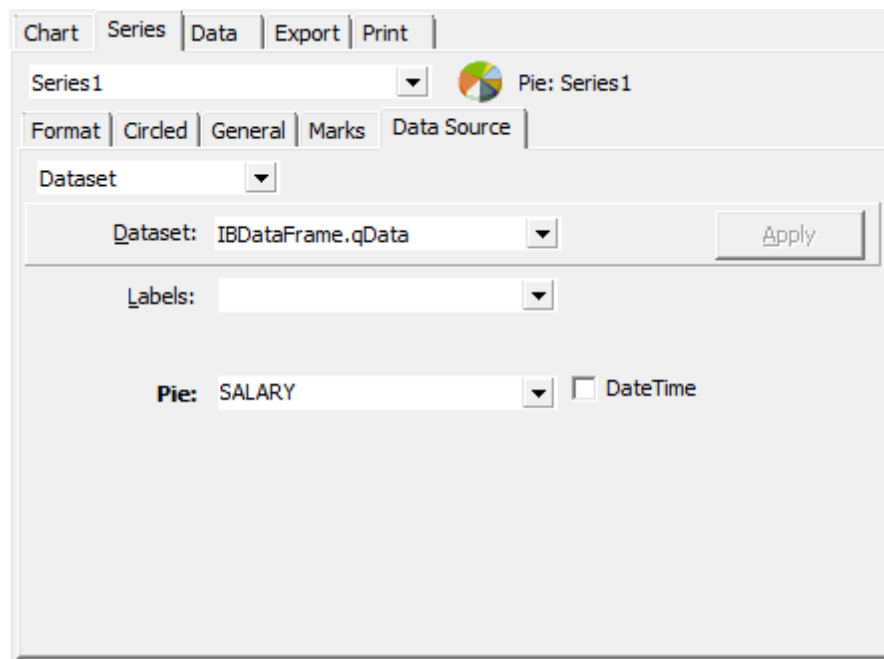 Chart Series Data Export Print
Series1 Pie: Series1
Format Circled General Marks Data Source
Dataset
Dataset: IBDataFrame.qData Apply
Labels:
Pie: SALARY DateTime